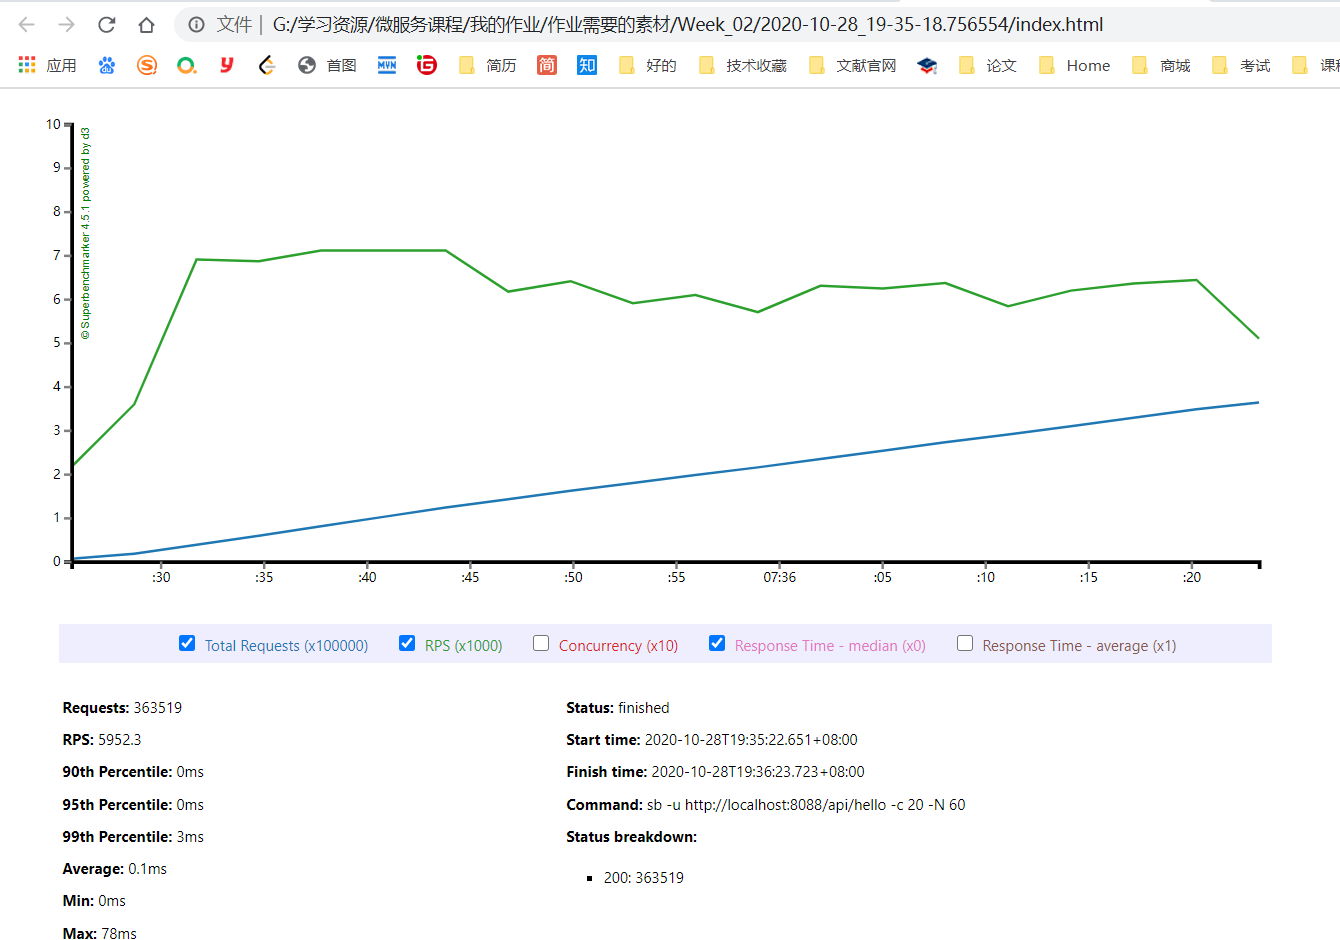 文件 | G:/学习资源/微服务课程/我的作业/作业需要的素材/Week_02/2020-10-28_19-35-18.756554/index.html
应用 首图 MVN 简历 简 知 好的 技术收藏 文献官网 论文 Home 商城 考试 课程
10
9
8
7
6
5
4
3
2
1
0
© Superbenchmarker 4.5.1 powered by d3
:30 :35 :40 :45 :50 :55 07:36 :05 :10 :15 :20
Total Requests (x100000) RPS (x1000) Concurrency (x10) Response Time - median (x0) Response Time - average (x1)
Requests: 363519
RPS: 5952.3
90th Percentile: 0ms
95th Percentile: 0ms
99th Percentile: 3ms
Average: 0.1ms
Min: 0ms
Max: 78ms
Status: finished
Start time: 2020-10-28T19:35:22.651+08:00
Finish time: 2020-10-28T19:36:23.723+08:00
Command: sb -u http://localhost:8088/api/hello -c 20 -N 60
Status breakdown:
200: 363519